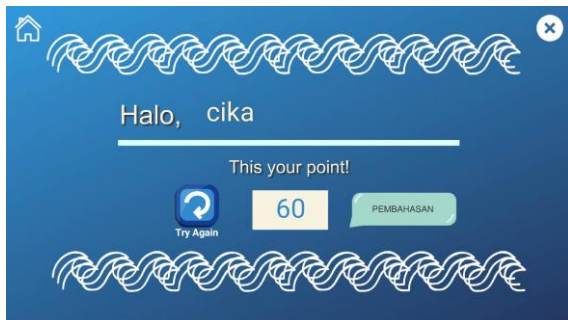 Halo, cika
This your point!
60
PEMBAHASAN
Try Again